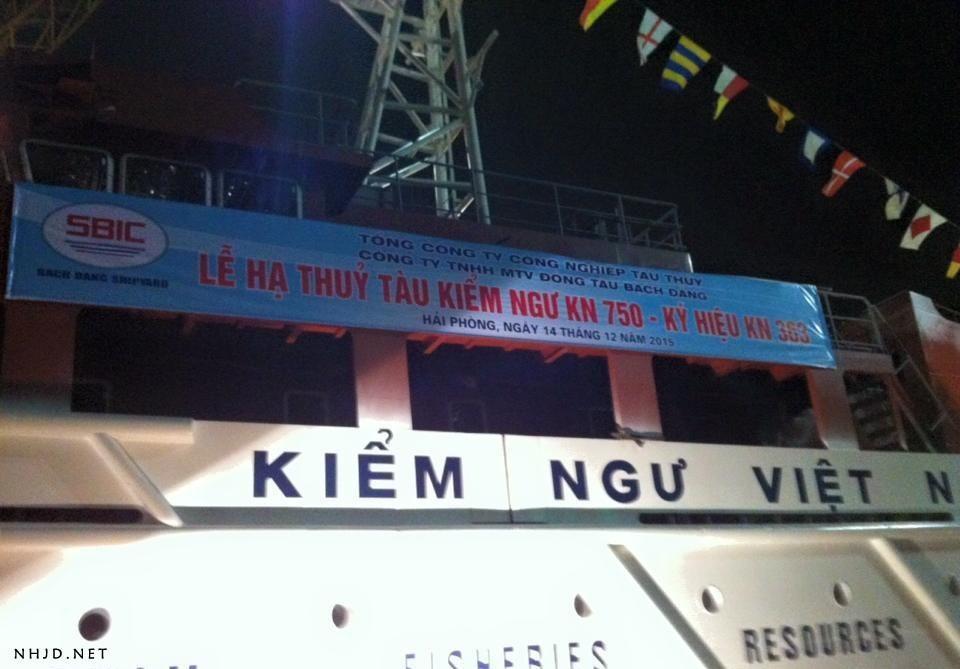 SBIC
BACH DANG SHIPYARD
TỔNG CÔNG TY CÔNG NGHIỆP TÀU THUỶ
CÔNG TY TNHH MTV ĐÓNG TÀU BẠCH ĐẰNG
LỄ HẠ THUỶ TÀU KIỂM NGƯ KN 750 - KÝ HIỆU KN 363
HẢI PHÒNG, NGÀY 14 THÁNG 12 NĂM 2015
KIỂM NGƯ VIỆT N
FISHERIES RESOURCES
NHJD.NET